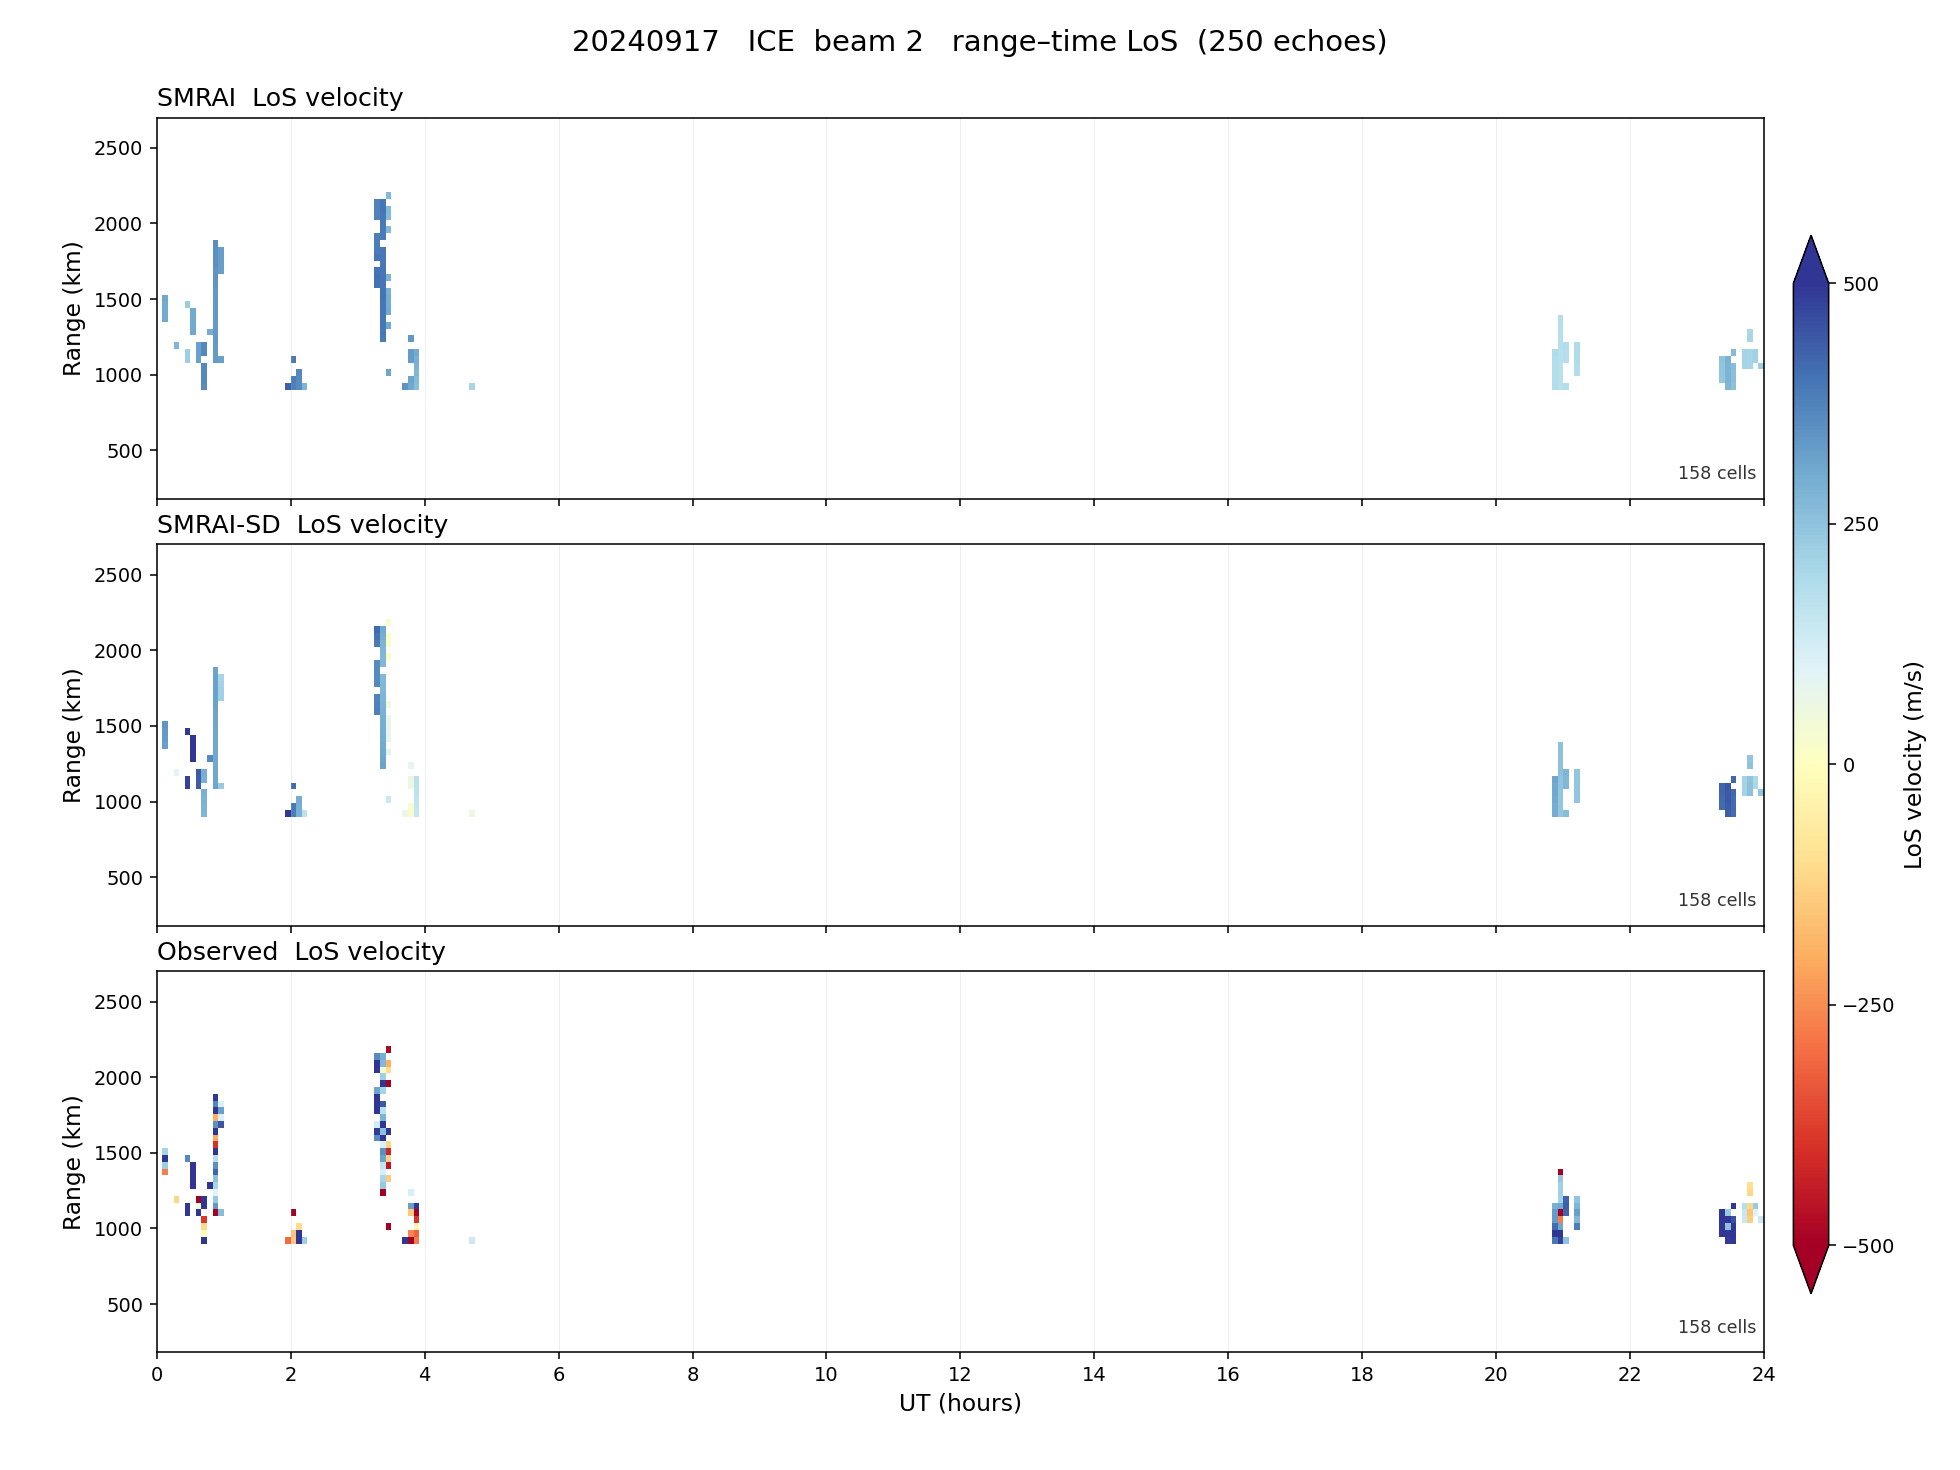 20240917   ICE  beam 2   range–time LoS  (250 echoes)
SMRAI  LoS velocity
2500
2000
1500
1000
500
Range (km)
158 cells
SMRAI-SD  LoS velocity
2500
2000
1500
1000
500
Range (km)
158 cells
Observed  LoS velocity
2500
2000
1500
1000
500
Range (km)
158 cells
0 2 4 6 8 10 12 14 16 18 20 22 24
UT (hours)
500
250
0
−250
−500
LoS velocity (m/s)